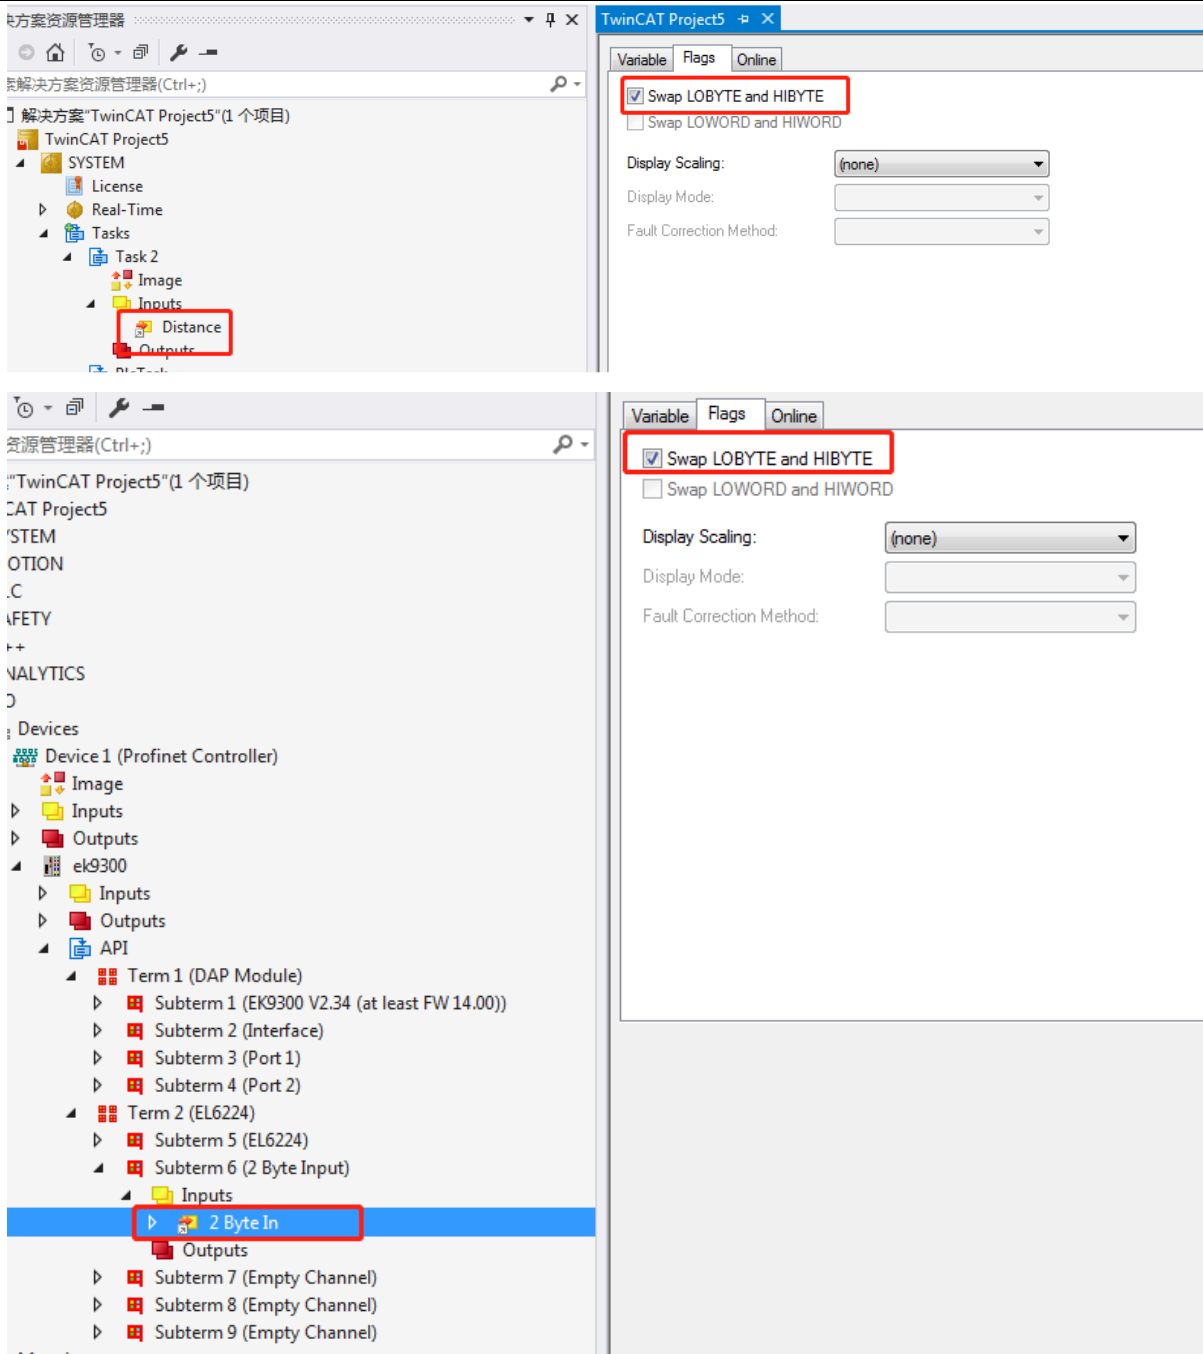 决方案资源管理器
TwinCAT Project5
Variable Flags Online
索解决方案资源管理器(Ctrl+;)
Swap LOBYTE and HIBYTE
Swap LOWORD and HIWORD
解决方案"TwinCAT Project5"(1 个项目)
TwinCAT Project5
SYSTEM
Display Scaling: (none)
License
Display Mode:
Real-Time
Fault Correction Method:
Tasks
Task 2
Image
Inputs
Distance
Outputs
PlcTask
Variable Flags Online
资源管理器(Ctrl+;)
Swap LOBYTE and HIBYTE
"TwinCAT Project5"(1 个项目)
Swap LOWORD and HIWORD
CAT Project5
YSTEM
Display Scaling: (none)
OTION
Display Mode:
LC
Fault Correction Method:
AFETY
++
NALYTICS
O
Devices
Device 1 (Profinet Controller)
Image
Inputs
Outputs
ek9300
Inputs
Outputs
API
Term 1 (DAP Module)
Subterm 1 (EK9300 V2.34 (at least FW 14.00))
Subterm 2 (Interface)
Subterm 3 (Port 1)
Subterm 4 (Port 2)
Term 2 (EL6224)
Subterm 5 (EL6224)
Subterm 6 (2 Byte Input)
Inputs
2 Byte In
Outputs
Subterm 7 (Empty Channel)
Subterm 8 (Empty Channel)
Subterm 9 (Empty Channel)